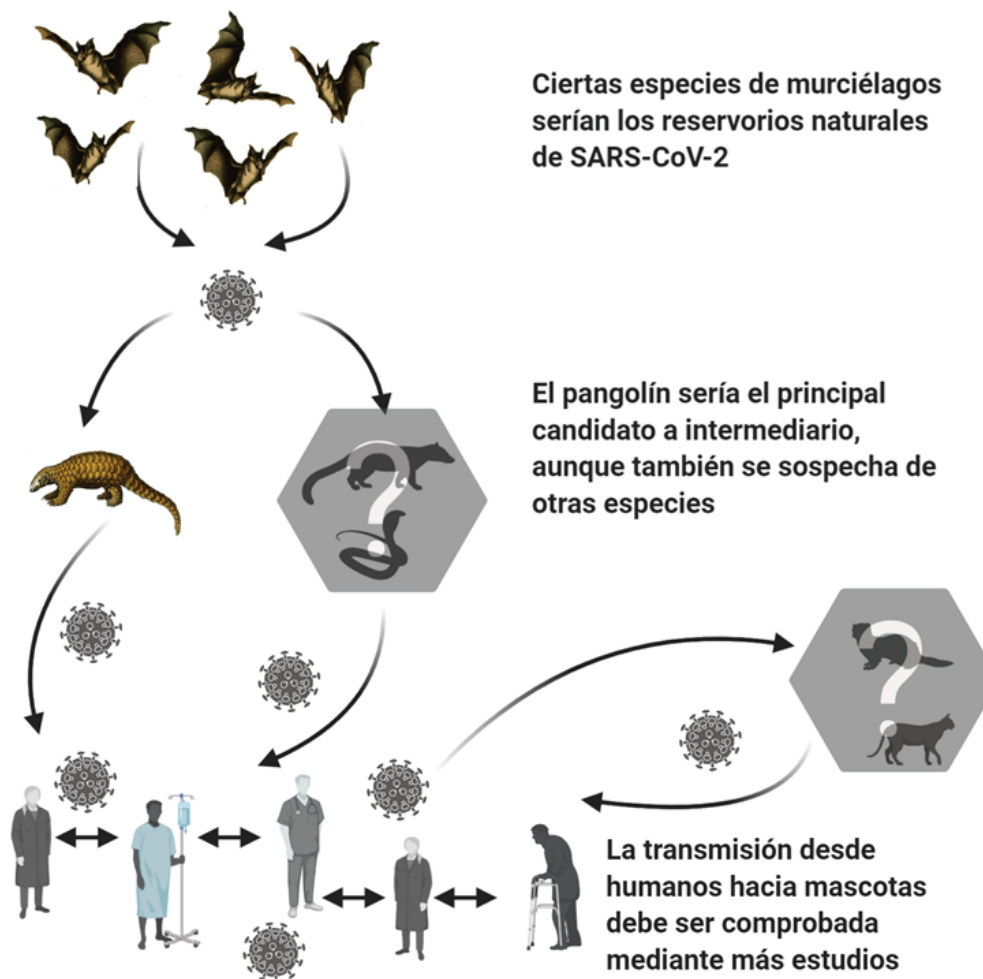 Ciertas especies de murciélagos
serían los reservorios naturales
de SARS-CoV-2
El pangolín sería el principal
candidato a intermediario,
aunque también se sospecha de
otras especies
?
?
La transmisión desde
humanos hacia mascotas
debe ser comprobada
mediante más estudios